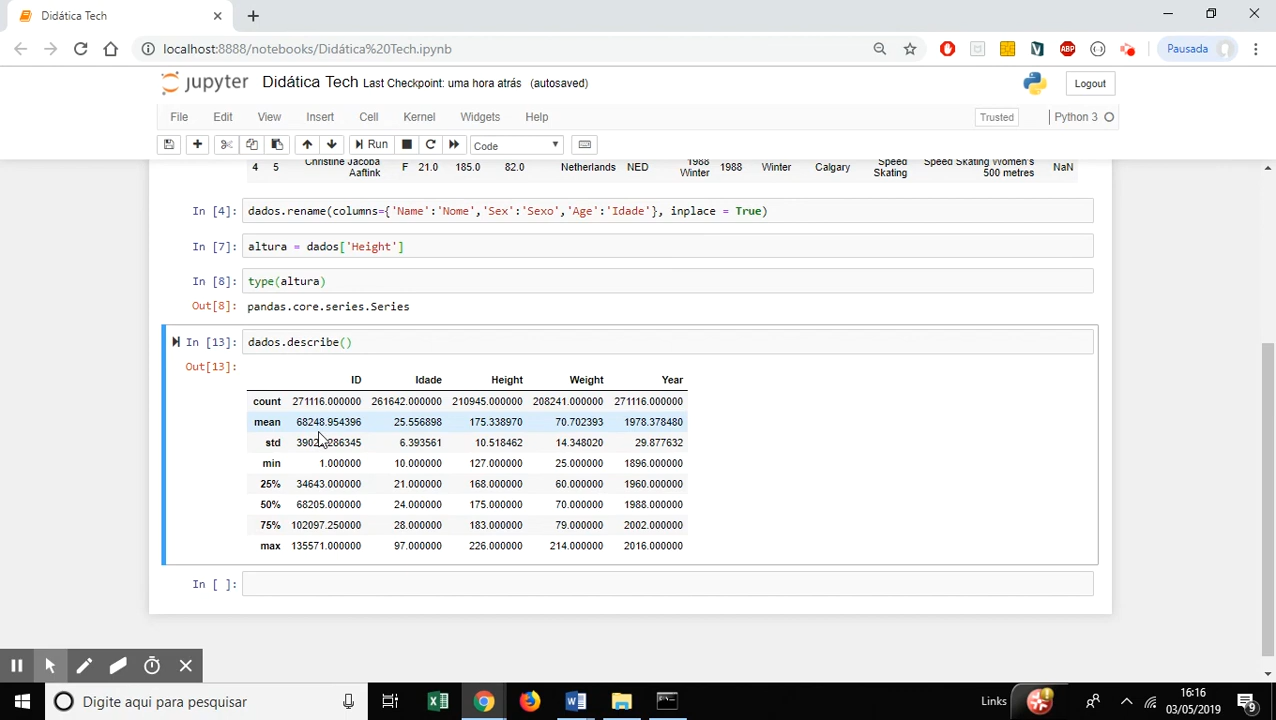 Didática Tech
localhost:8888/notebooks/Didática%20Tech.ipynb
ABP
Pausada
jupyter Didática Tech Last Checkpoint: uma hora atrás (autosaved)
Logout
File Edit View Insert Cell Kernel Widgets Help
Trusted
Python 3
Run
Code
4 5 Christine Jacoba Aaftink F 21.0 185.0 82.0 Netherlands NED 1988 Winter 1988 Winter Calgary Speed Skating Speed Skating Women's 500 metres NaN
In [4]: dados.rename(columns={'Name':'Nome','Sex':'Sexo','Age':'Idade'}, inplace = True)
In [7]: altura = dados['Height']
In [8]: type(altura)
Out[8]: pandas.core.series.Series
In [13]: dados.describe()
Out[13]:
ID Idade Height Weight Year
count 271116.000000 261642.000000 210945.000000 208241.000000 271116.000000
mean 68248.954396 25.556898 175.338970 70.702393 1978.378480
std 6.393561 10.518462 14.348020 29.877632
min 1.000000 10.000000 127.000000 25.000000 1896.000000
25% 34643.000000 21.000000 168.000000 60.000000 1960.000000
50% 68205.000000 24.000000 175.000000 70.000000 1988.000000
75% 102097.250000 28.000000 183.000000 79.000000 2002.000000
max 135571.000000 97.000000 226.000000 214.000000 2016.000000
In [ ]:
Digite aqui para pesquisar
Links
16:16
03/05/2019
9